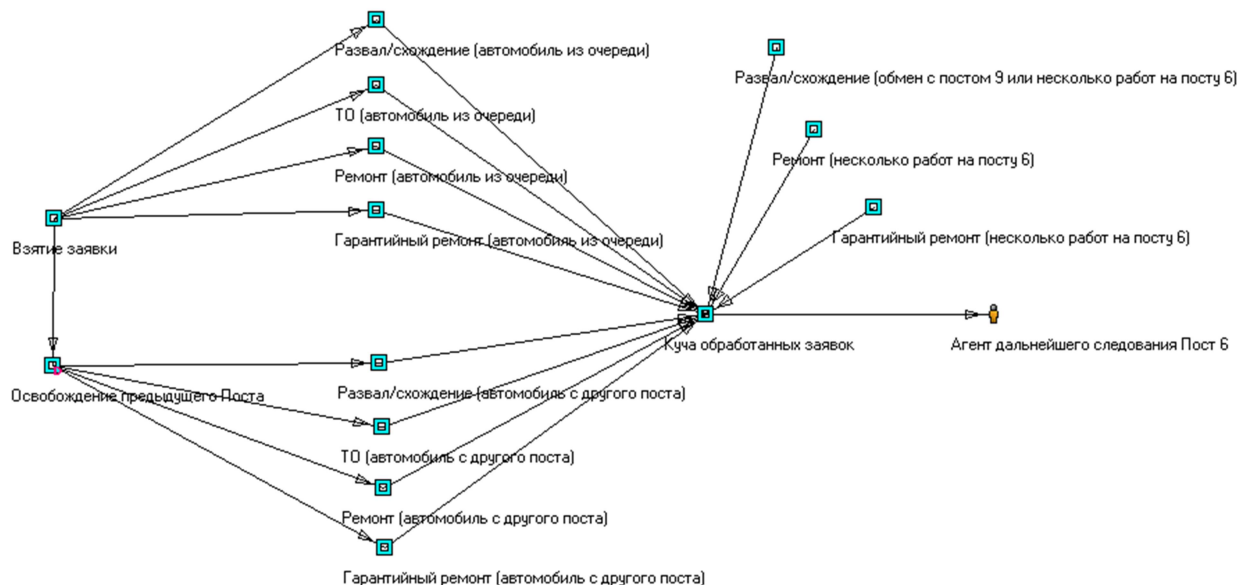 Развал/схождение (автомобиль из очереди)
Развал/схождение (обмен с постом 9 или несколько работ на посту 6)
ТО (автомобиль из очереди)
Ремонт (несколько работ на посту 6)
Ремонт (автомобиль из очереди)
Взятие заявки
Гарантийный ремонт (автомобиль из очереди)
Гарантийный ремонт (несколько работ на посту 6)
Куча обработанных заявок
Агент дальнейшего следования Пост 6
Освобождение предыдущего Поста
Развал/схождение (автомобиль с другого поста)
ТО (автомобиль с другого поста)
Ремонт (автомобиль с другого поста)
Гарантийный ремонт (автомобиль с другого поста)